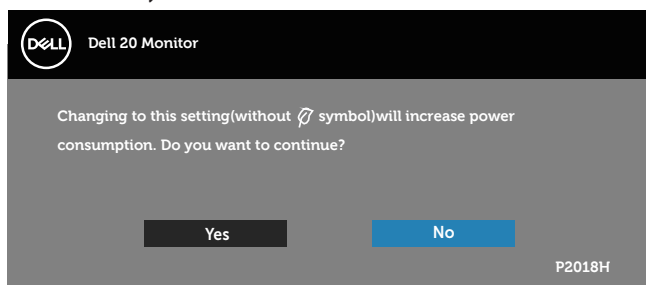 DELL
Dell 20 Monitor
Changing to this setting(without symbol)will increase power
consumption. Do you want to continue?
Yes
No
P2018H